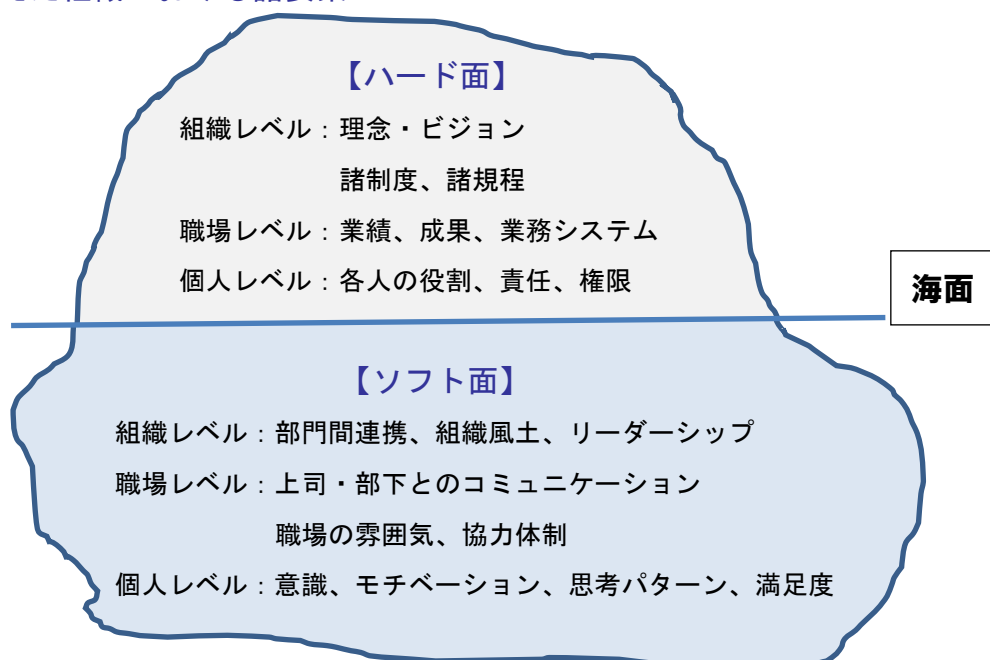 【ハード面】
組織レベル：理念・ビジョン
諸制度、諸規程
職場レベル：業績、成果、業務システム
個人レベル：各人の役割、責任、権限
海面
【ソフト面】
組織レベル：部門間連携、組織風土、リーダーシップ
職場レベル：上司・部下とのコミュニケーション
職場の雰囲気、協力体制
個人レベル：意識、モチベーション、思考パターン、満足度